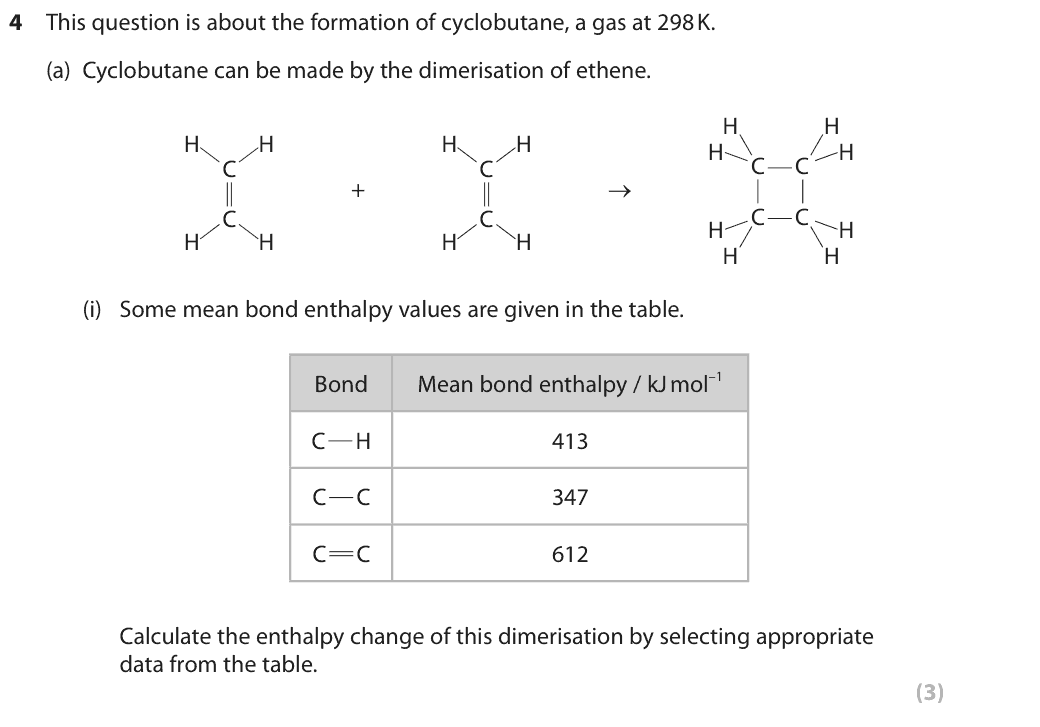 4 This question is about the formation of cyclobutane, a gas at 298 K.
(a) Cyclobutane can be made by the dimerisation of ethene.
H H H H H H
H H
C C C—C
+ →
C C C—C
H H H H H H
H H
(i) Some mean bond enthalpy values are given in the table.
Bond Mean bond enthalpy / kJ mol⁻¹
C—H 413
C—C 347
C=C 612
Calculate the enthalpy change of this dimerisation by selecting appropriate
data from the table.
(3)